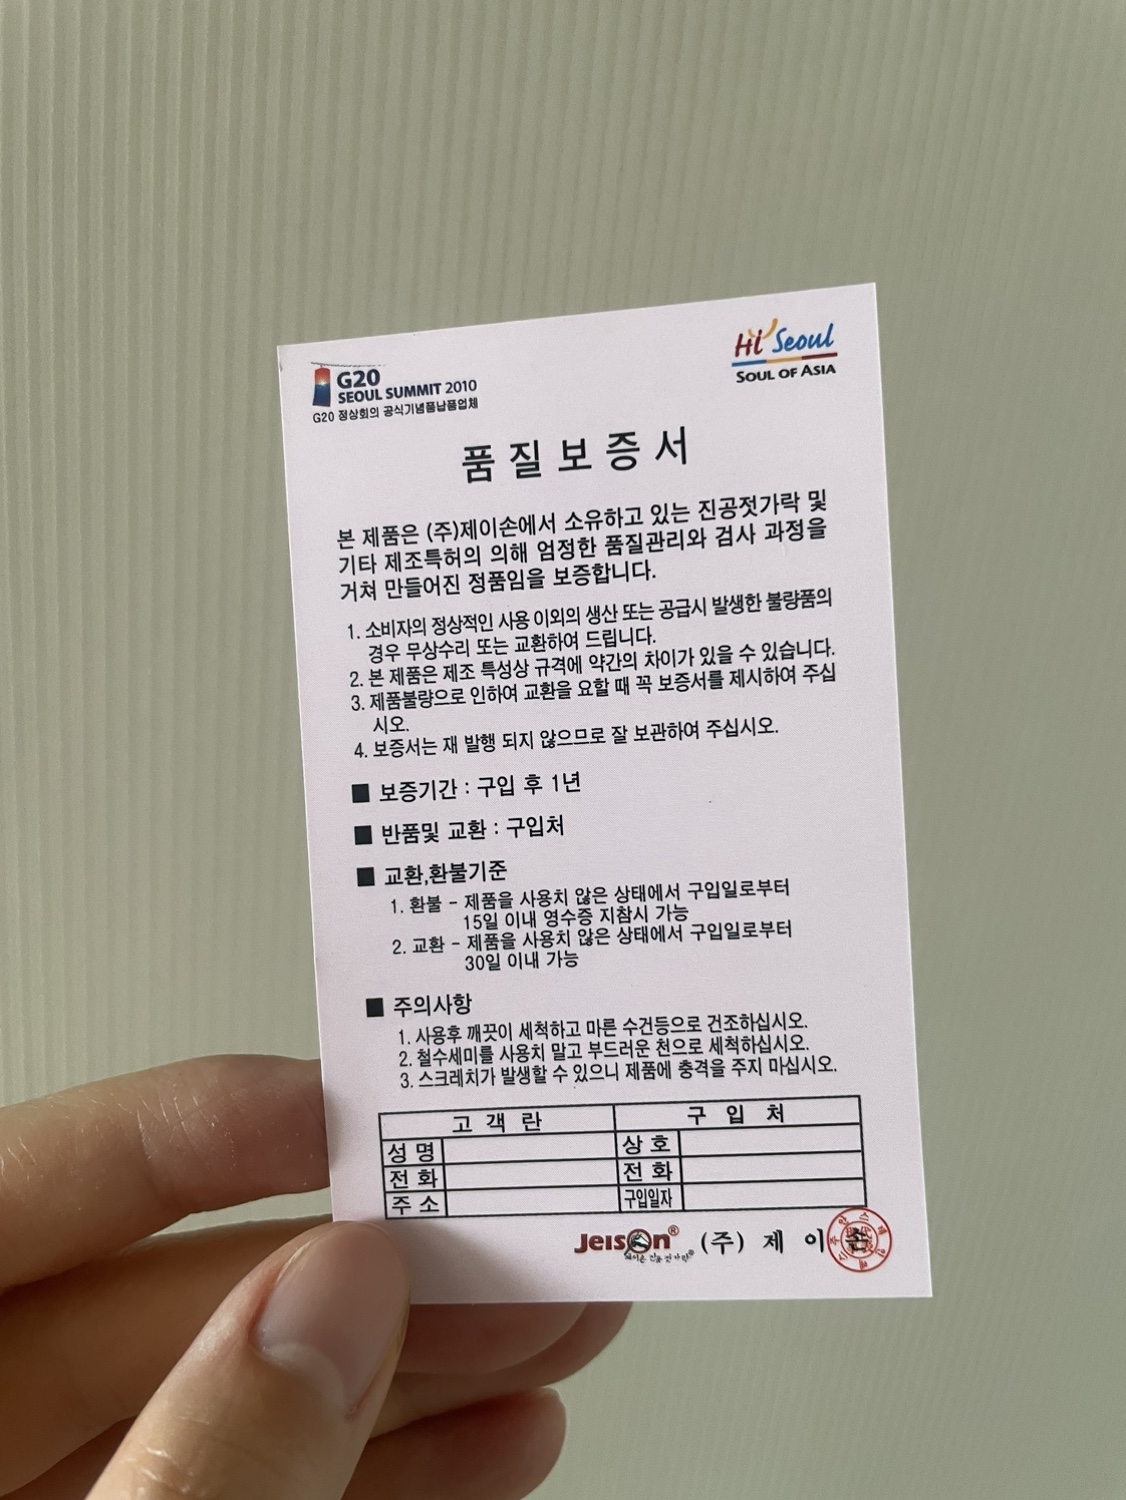 G20
SEOUL SUMMIT 2010
G20 정상회의 공식기념품납품업체
Hi Seoul
SOUL OF ASIA
품질보증서
본 제품은 (주)제이손에서 소유하고 있는 진공젓가락 및
기타 제조특허의 의해 엄정한 품질관리와 검사 과정을
거쳐 만들어진 정품임을 보증합니다.
1. 소비자의 정상적인 사용 이외의 생산 또는 공급시 발생한 불량품의
경우 무상수리 또는 교환하여 드립니다.
2. 본 제품은 제조 특성상 규격에 약간의 차이가 있을 수 있습니다.
3. 제품불량으로 인하여 교환을 요할 때 꼭 보증서를 제시하여 주십
시오.
4. 보증서는 재 발행 되지 않으므로 잘 보관하여 주십시오.
■ 보증기간 : 구입 후 1년
■ 반품및 교환 : 구입처
■ 교환,환불기준
1. 환불 - 제품을 사용치 않은 상태에서 구입일로부터
15일 이내 영수증 지참시 가능
2. 교환 - 제품을 사용치 않은 상태에서 구입일로부터
30일 이내 가능
■ 주의사항
1. 사용후 깨끗이 세척하고 마른 수건등으로 건조하십시오.
2. 철수세미를 사용치 말고 부드러운 천으로 세척하십시오.
3. 스크레치가 발생할 수 있으니 제품에 충격을 주지 마십시오.
고객란 구입처
성명 상호
전화 전화
주소 구입일자
Jeison® (주) 제이손